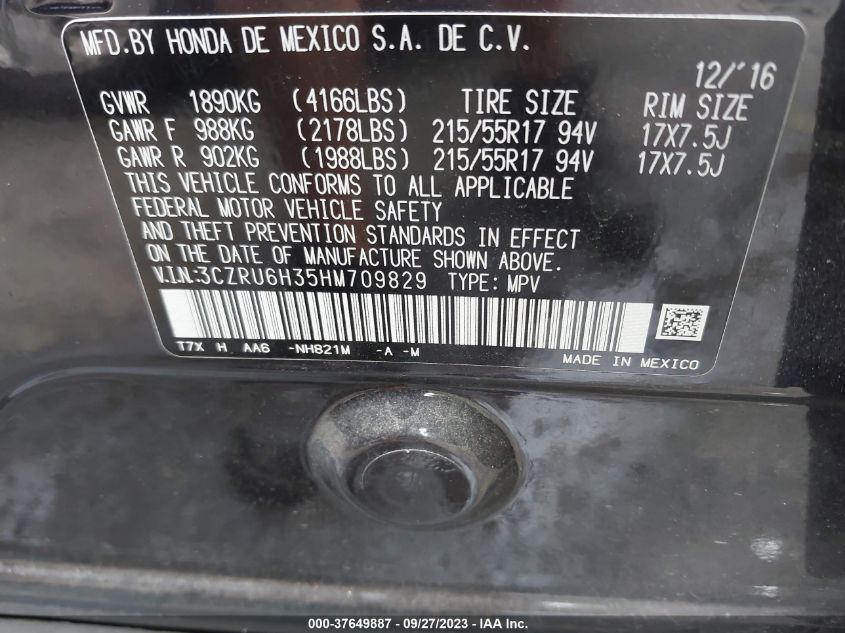 MFD.BY HONDA DE MEXICO S.A. DE C.V.
12/'16
GVWR 1890KG (4166LBS) TIRE SIZE RIM SIZE
GAWR F 988KG (2178LBS) 215/55R17 94V 17X7.5J
GAWR R 902KG (1988LBS) 215/55R17 94V 17X7.5J
THIS VEHICLE CONFORMS TO ALL APPLICABLE
FEDERAL MOTOR VEHICLE SAFETY
AND THEFT PREVENTION STANDARDS IN EFFECT
ON THE DATE OF MANUFACTURE SHOWN ABOVE.
V.I.N:3CZRU6H35HM709829 TYPE: MPV
T7X H AA6 -NH821M -A -M
MADE IN MEXICO
000-37649887 - 09/27/2023 - IAA Inc.